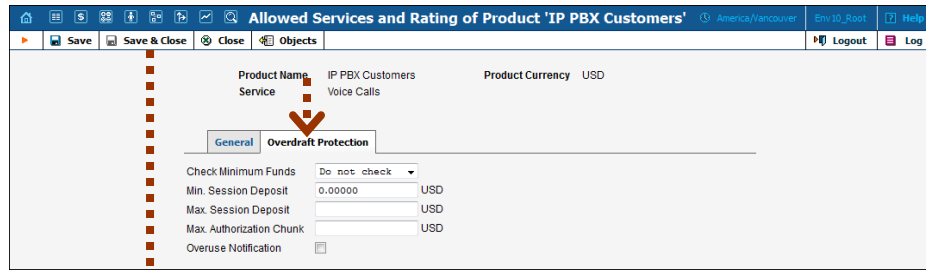 Allowed Services and Rating of Product 'IP PBX Customers' America/Vancouver Env10_Root Help
Save Save & Close Close Objects Logout Log
Product Name IP PBX Customers Product Currency USD
Service Voice Calls
General Overdraft Protection
Check Minimum Funds Do not check
Min. Session Deposit 0.00000 USD
Max. Session Deposit USD
Max. Authorization Chunk USD
Overuse Notification